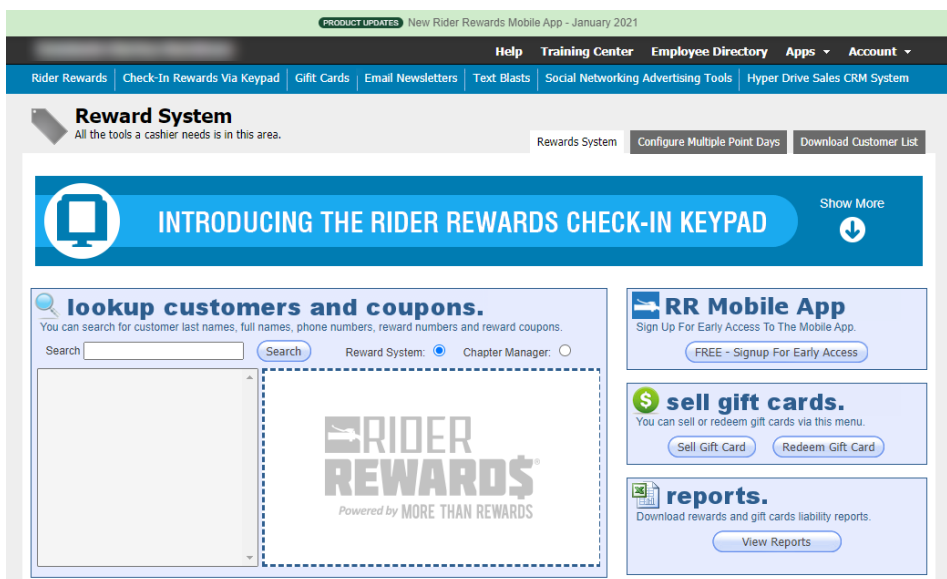 PRODUCT UPDATES New Rider Rewards Mobile App - January 2021
Help Training Center Employee Directory Apps Account
Rider Rewards Check-In Rewards Via Keypad Gifit Cards Email Newsletters Text Blasts Social Networking Advertising Tools Hyper Drive Sales CRM System
Reward System
All the tools a cashier needs is in this area.
Rewards System Configure Multiple Point Days Download Customer List
INTRODUCING THE RIDER REWARDS CHECK-IN KEYPAD
Show More
lookup customers and coupons.
You can search for customer last names, full names, phone numbers, reward numbers and reward coupons.
Search Search Reward System: Chapter Manager:
RIDER
REWARD$®
Powered by MORE THAN REWARDS
RR Mobile App
Sign Up For Early Access To The Mobile App.
FREE - Signup For Early Access
$ sell gift cards.
You can sell or redeem gift cards via this menu.
Sell Gift Card Redeem Gift Card
reports.
Download rewards and gift cards liability reports.
View Reports